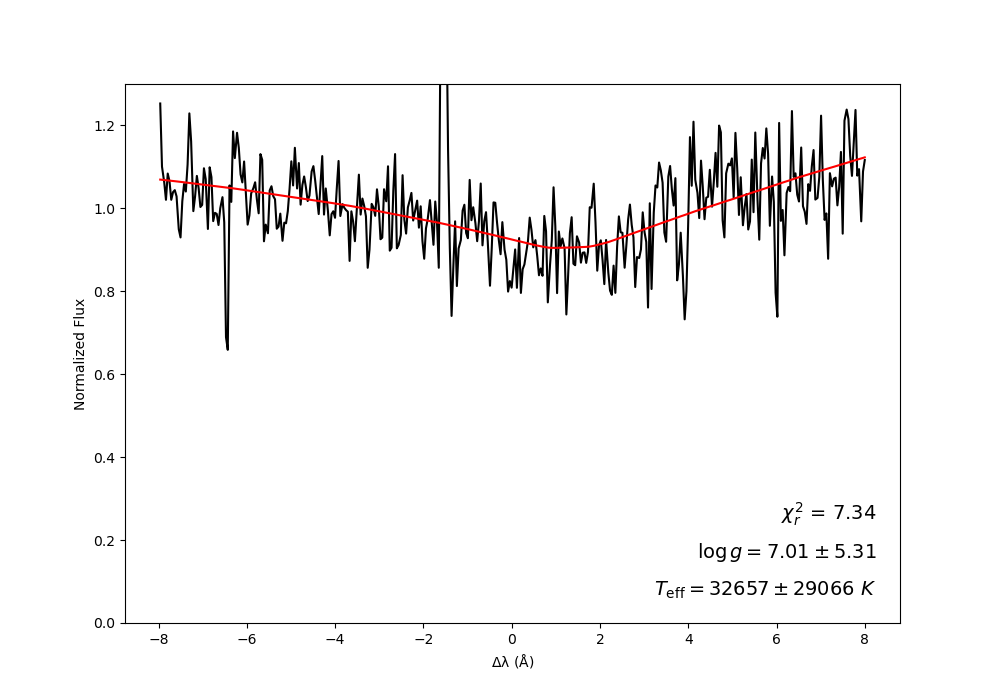 1.2
1.0
0.8
0.6
0.4
0.2
0.0
Normalized Flux
χ²ᵣ = 7.34
log g = 7.01 ± 5.31
T_eff = 32657 ± 29066 K
−8 −6 −4 −2 0 2 4 6 8
Δλ (Å)